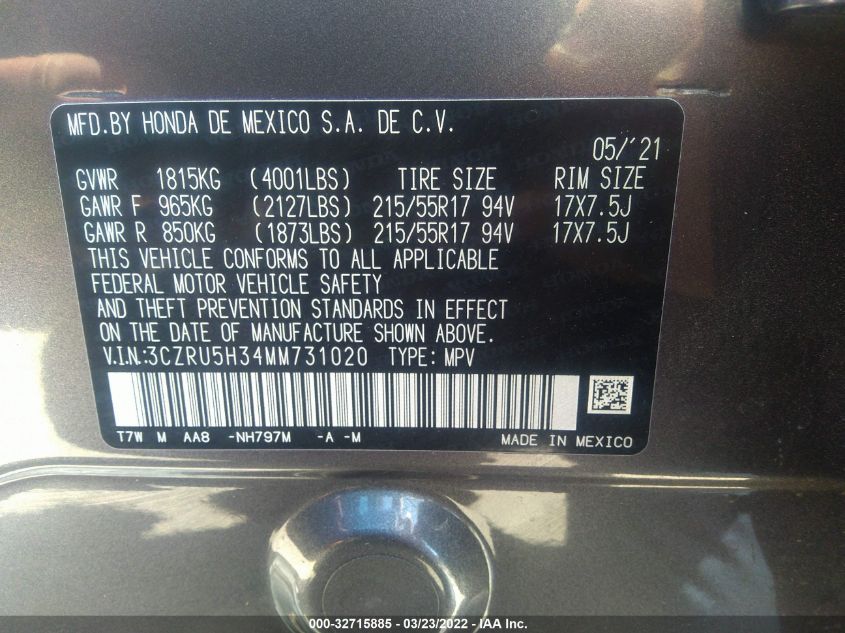 MFD.BY HONDA DE MEXICO S.A. DE C.V.
05/'21
GVWR 1815KG (4001LBS) TIRE SIZE RIM SIZE
GAWR F 965KG (2127LBS) 215/55R17 94V 17X7.5J
GAWR R 850KG (1873LBS) 215/55R17 94V 17X7.5J
THIS VEHICLE CONFORMS TO ALL APPLICABLE
FEDERAL MOTOR VEHICLE SAFETY
AND THEFT PREVENTION STANDARDS IN EFFECT
ON THE DATE OF MANUFACTURE SHOWN ABOVE.
V.I.N.:3CZRU5H34MM731020 TYPE: MPV
T7W M AA8 -NH797M -A -M
MADE IN MEXICO
000-32715885 — 03/23/2022 — IAA Inc.